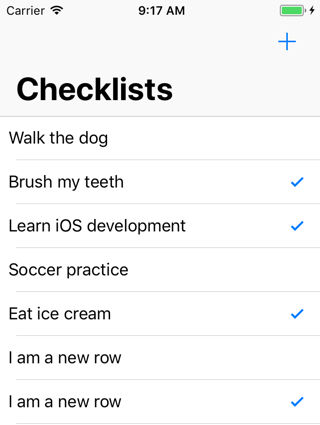 Carrier 9:17 AM
Checklists
Walk the dog
Brush my teeth
Learn iOS development
Soccer practice
Eat ice cream
I am a new row
I am a new row